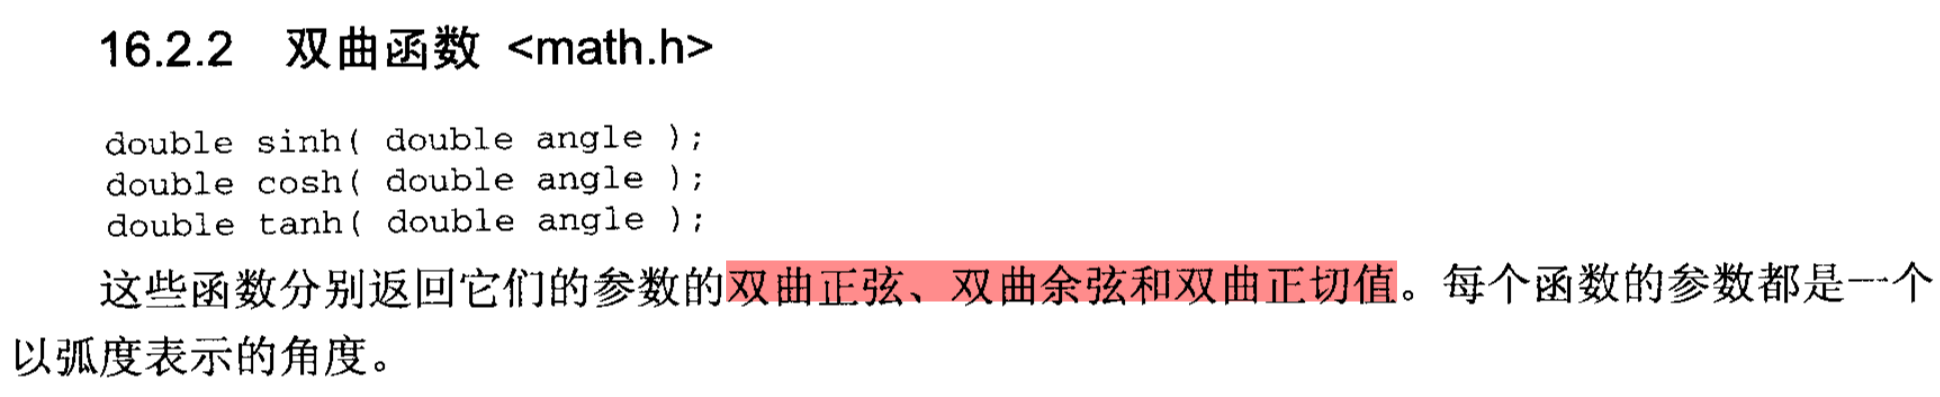 16.2.2 双曲函数 <math.h>
double sinh( double angle );
double cosh( double angle );
double tanh( double angle );
这些函数分别返回它们的参数的双曲正弦、双曲余弦和双曲正切值。每个函数的参数都是一个
以弧度表示的角度。